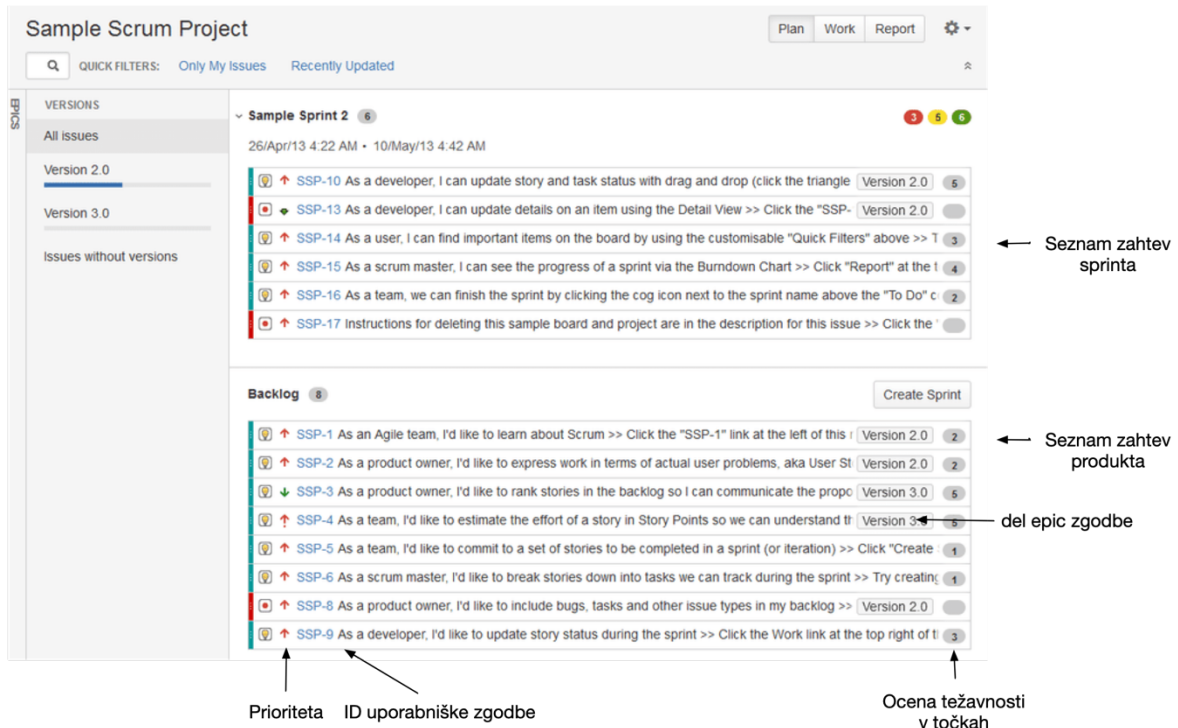 Sample Scrum Project
Plan Work Report
QUICK FILTERS: Only My Issues Recently Updated
EPICS
VERSIONS
All issues
Version 2.0
Version 3.0
Issues without versions
Sample Sprint 2 6
3 5 6
26/Apr/13 4:22 AM • 10/May/13 4:42 AM
SSP-10 As a developer, I can update story and task status with drag and drop (click the triangle Version 2.0 5
SSP-13 As a developer, I can update details on an item using the Detail View >> Click the "SSP- Version 2.0
SSP-14 As a user, I can find important items on the board by using the customisable "Quick Filters" above >> T 3
SSP-15 As a scrum master, I can see the progress of a sprint via the Burndown Chart >> Click "Report" at the t 4
SSP-16 As a team, we can finish the sprint by clicking the cog icon next to the sprint name above the "To Do" c 2
SSP-17 Instructions for deleting this sample board and project are in the description for this issue >> Click the "
Seznam zahtev
sprinta
Backlog 8
Create Sprint
SSP-1 As an Agile team, I'd like to learn about Scrum >> Click the "SSP-1" link at the left of this Version 2.0 2
SSP-2 As a product owner, I'd like to express work in terms of actual user problems, aka User St Version 2.0 2
SSP-3 As a product owner, I'd like to rank stories in the backlog so I can communicate the propo Version 3.0 5
SSP-4 As a team, I'd like to estimate the effort of a story in Story Points so we can understand th Version 3.0 5
SSP-5 As a team, I'd like to commit to a set of stories to be completed in a sprint (or iteration) >> Click "Create 1
SSP-6 As a scrum master, I'd like to break stories down into tasks we can track during the sprint >> Try creating 1
SSP-8 As a product owner, I'd like to include bugs, tasks and other issue types in my backlog >> Version 2.0
SSP-9 As a developer, I'd like to update story status during the sprint >> Click the Work link at the top right of t 3
Seznam zahtev
produkta
del epic zgodbe
Prioriteta
ID uporabniške zgodbe
Ocena težavnosti
v točkah